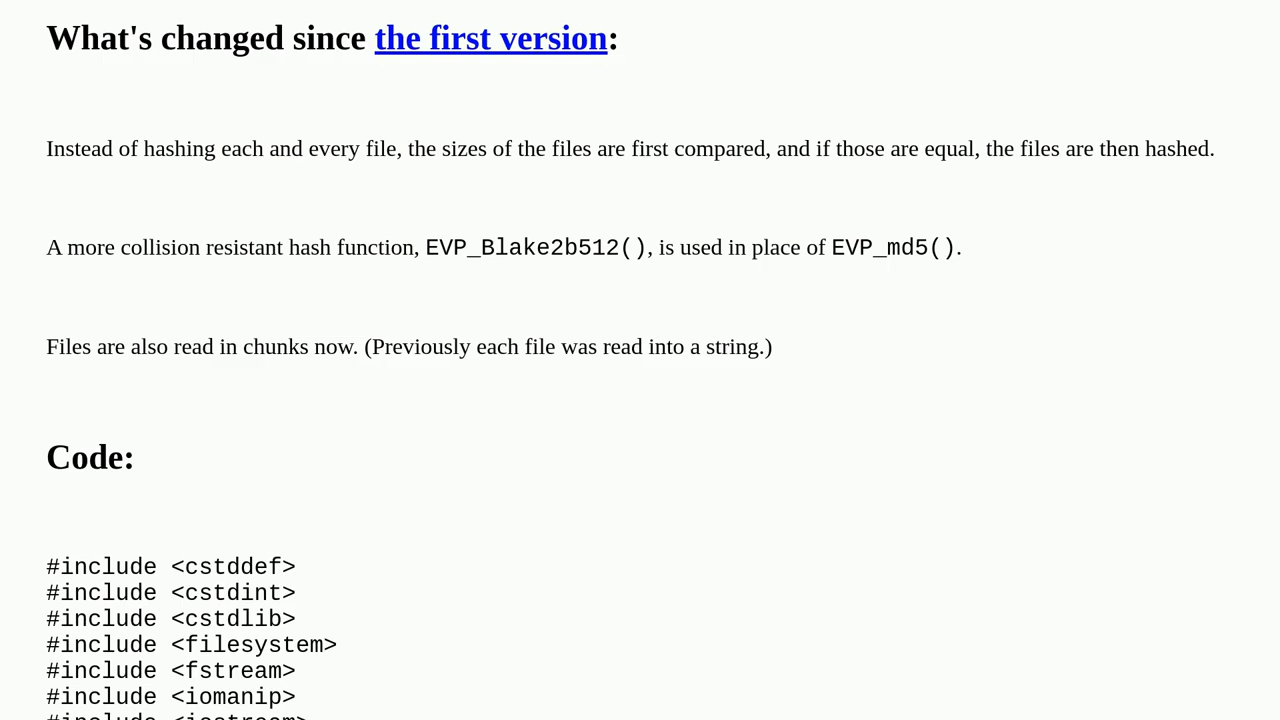 What's changed since the first version:
Instead of hashing each and every file, the sizes of the files are first compared, and if those are equal, the files are then hashed.
A more collision resistant hash function, EVP_Blake2b512(), is used in place of EVP_md5().
Files are also read in chunks now. (Previously each file was read into a string.)
Code:
#include <cstddef>
#include <cstdint>
#include <cstdlib>
#include <filesystem>
#include <fstream>
#include <iomanip>
#include <iostream>